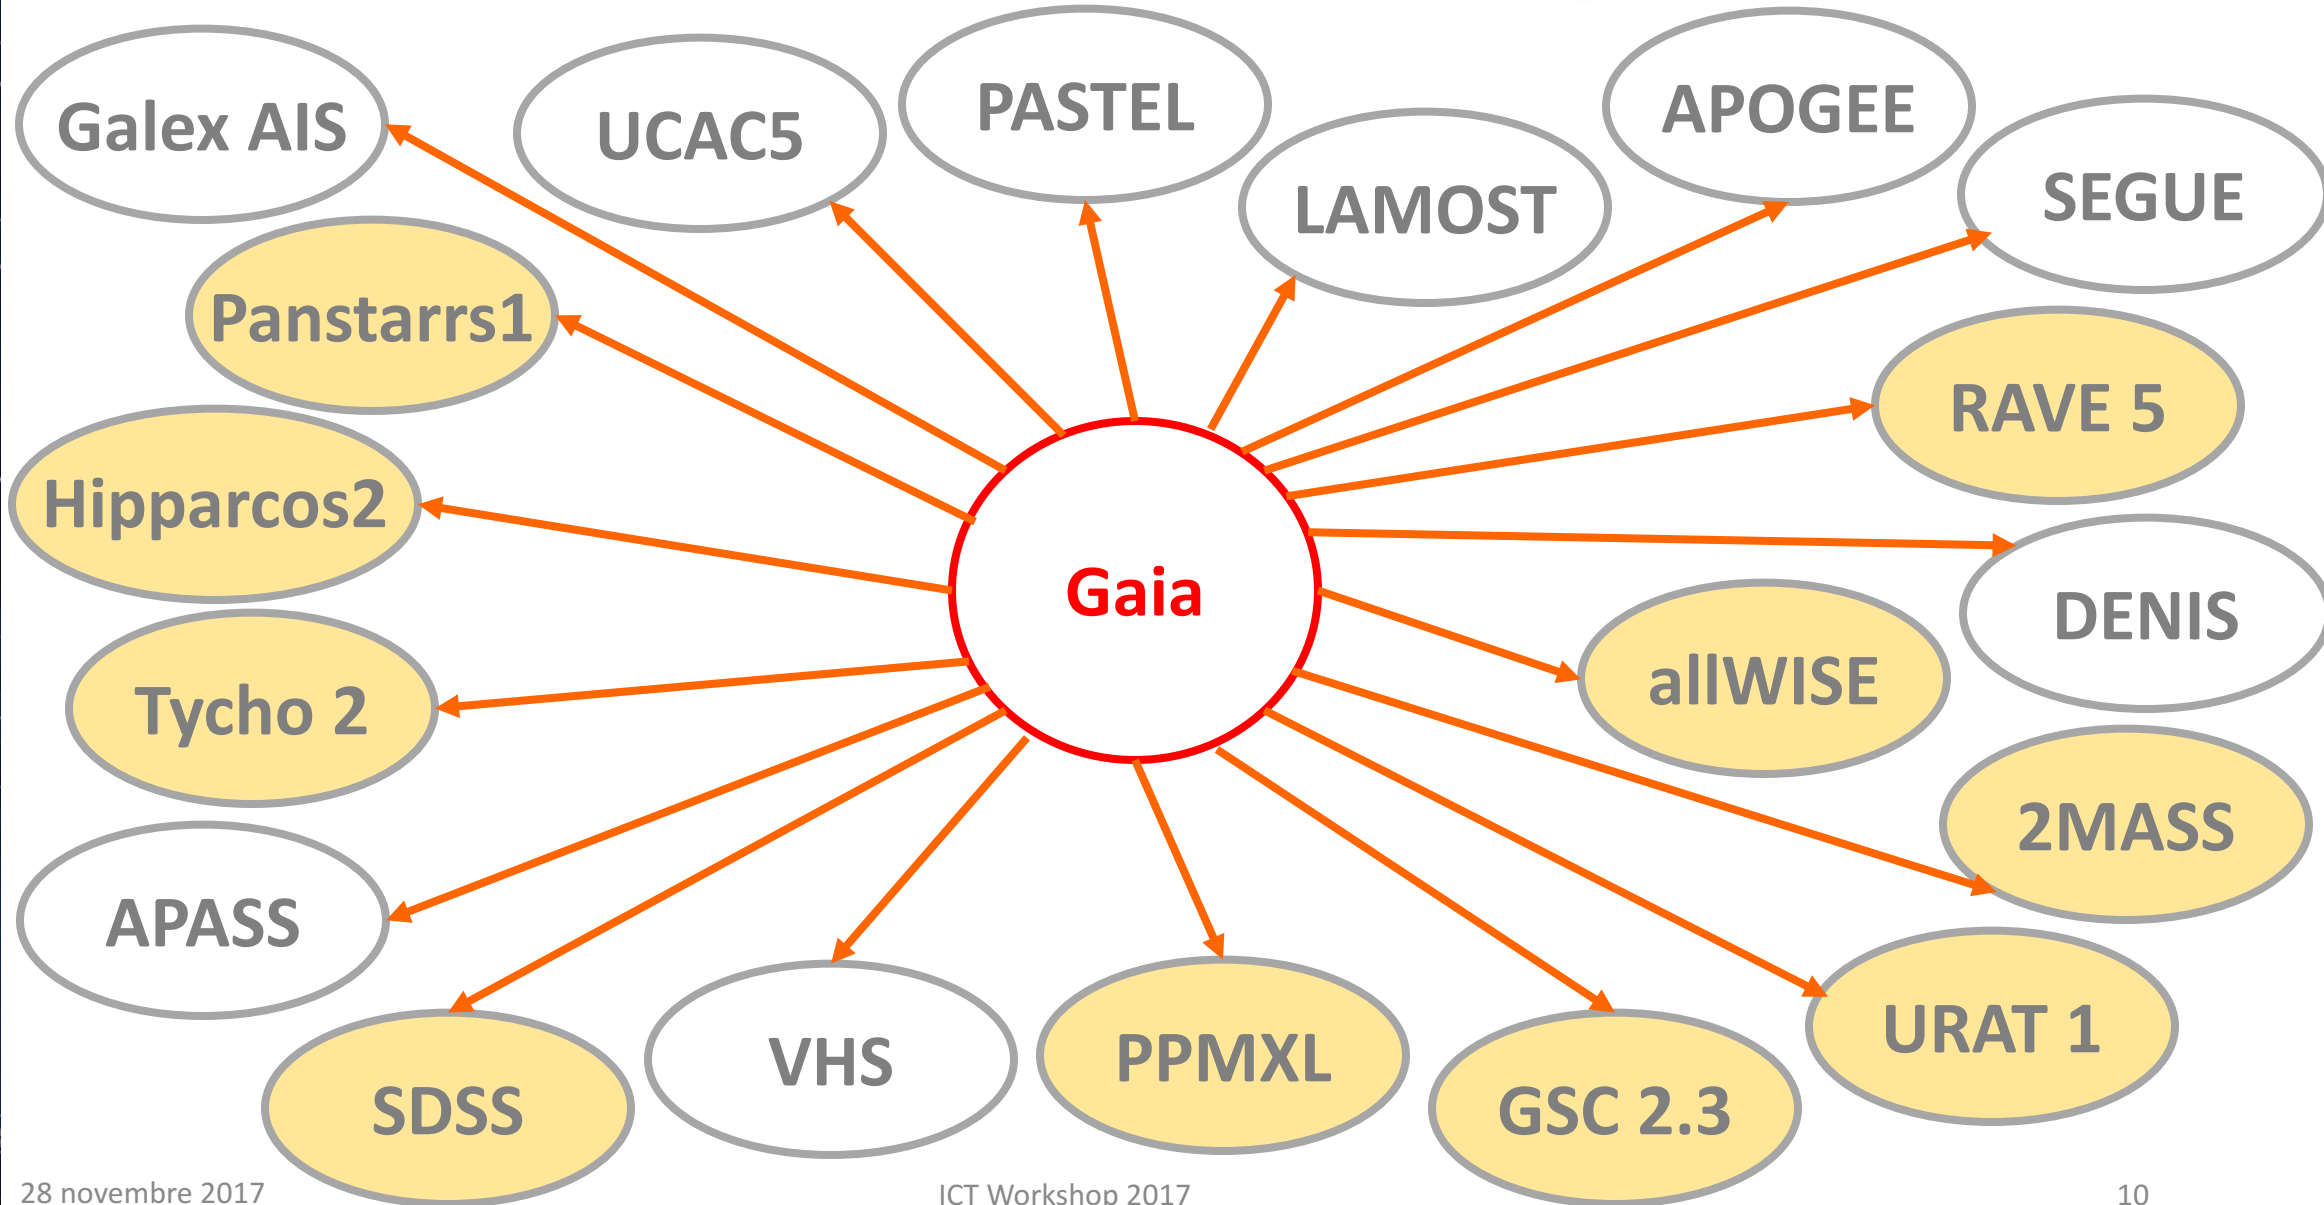 Galex AIS
UCAC5
PASTEL
LAMOST
APOGEE
SEGUE
Panstarrs1
RAVE 5
Hipparcos2
Gaia
DENIS
allWISE
Tycho 2
2MASS
APASS
URAT 1
SDSS
VHS
PPMXL
GSC 2.3
28 novembre 2017
ICT Workshop 2017
10